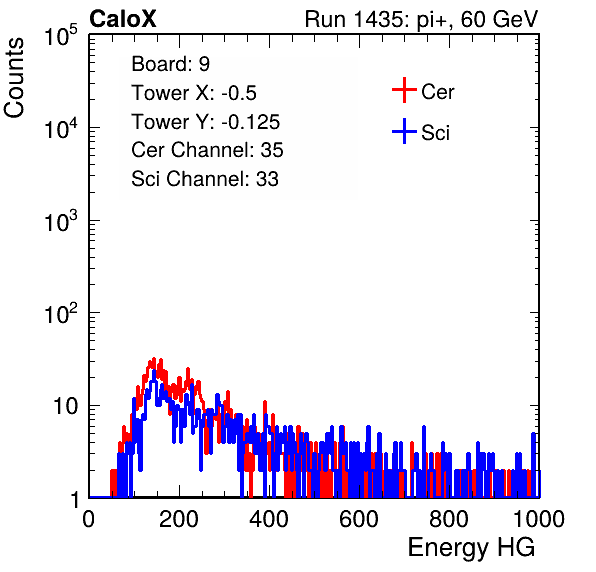 CaloX Run 1435: pi+, 60 GeV
Counts
Board: 9
Tower X: -0.5
Tower Y: -0.125
Cer Channel: 35
Sci Channel: 33
Cer
Sci
10^5
10^4
10^3
10^2
10
1
0 200 400 600 800 1000
Energy HG